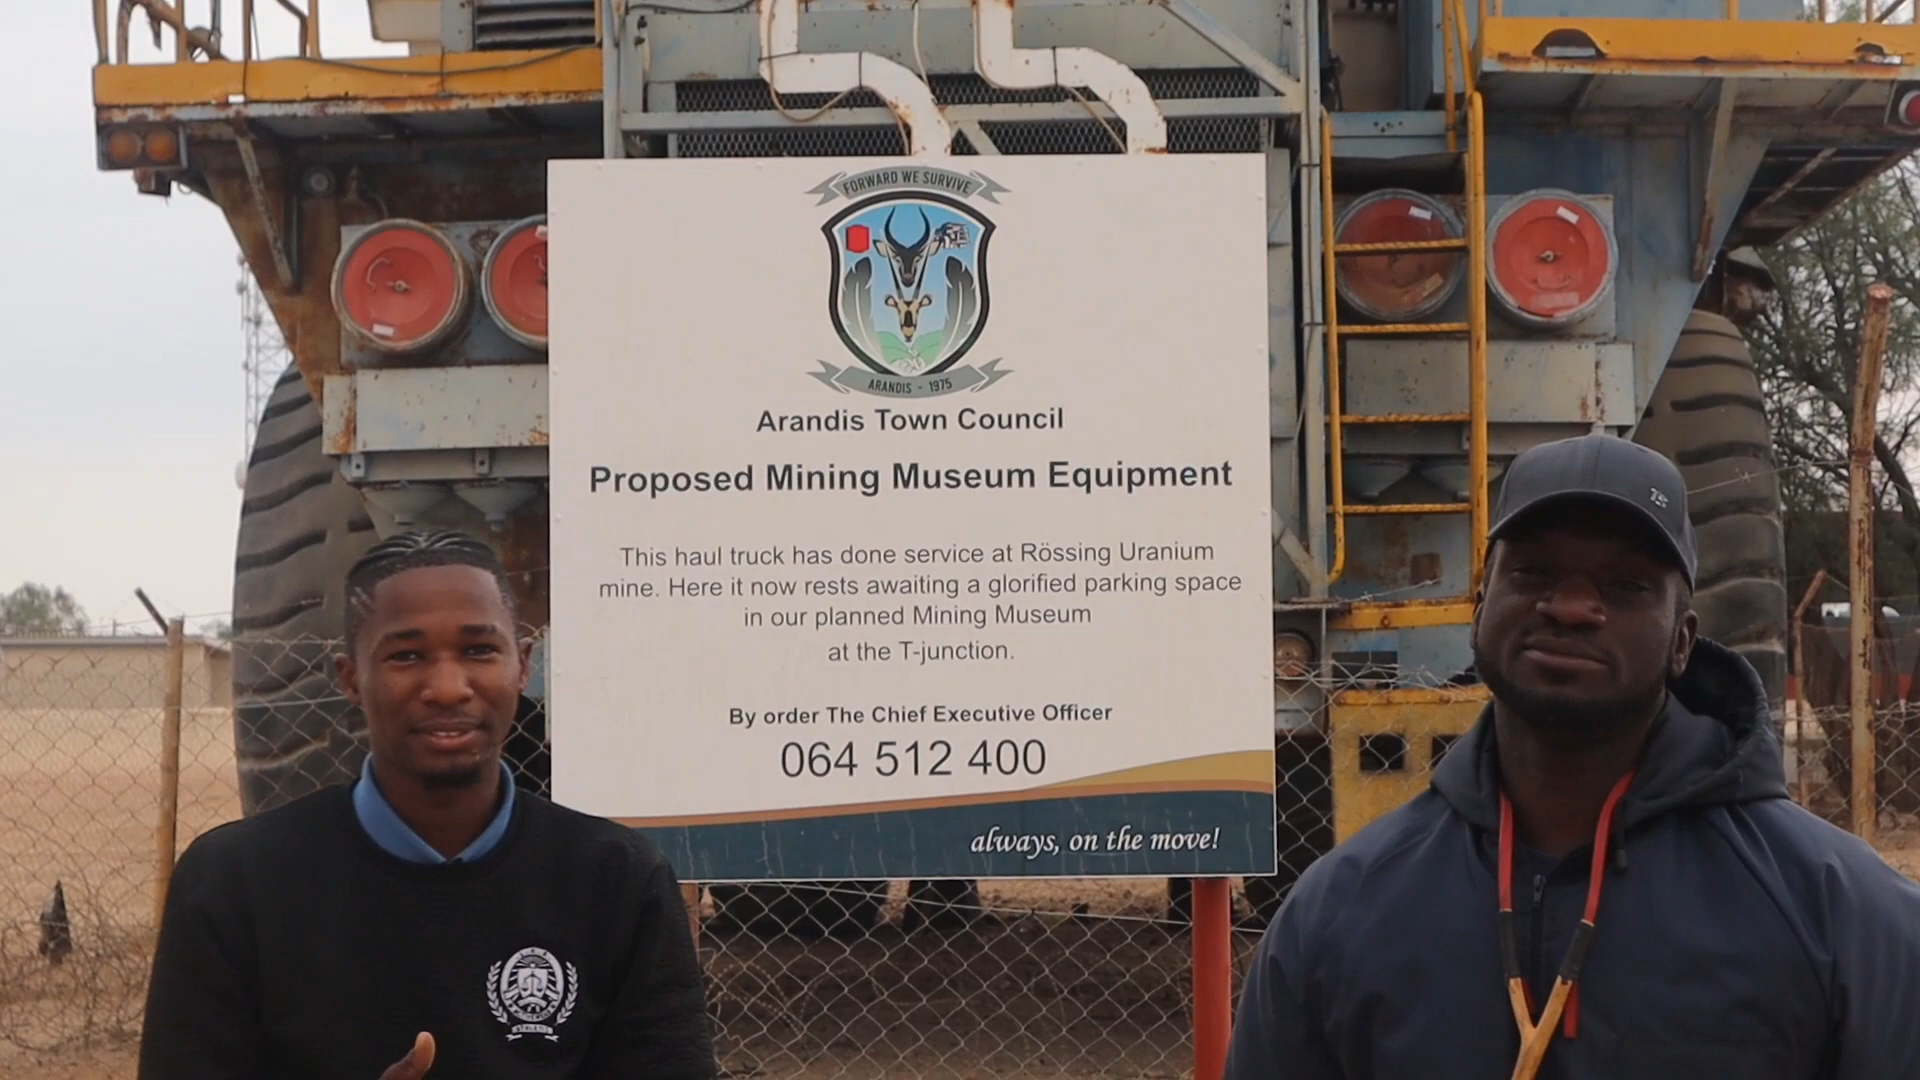 FORWARD WE SURVIVE
ARANDIS - 1975
Arandis Town Council
Proposed Mining Museum Equipment
This haul truck has done service at Rössing Uranium
mine. Here it now rests awaiting a glorified parking space
in our planned Mining Museum
at the T-junction.
By order The Chief Executive Officer
064 512 400
always, on the move!